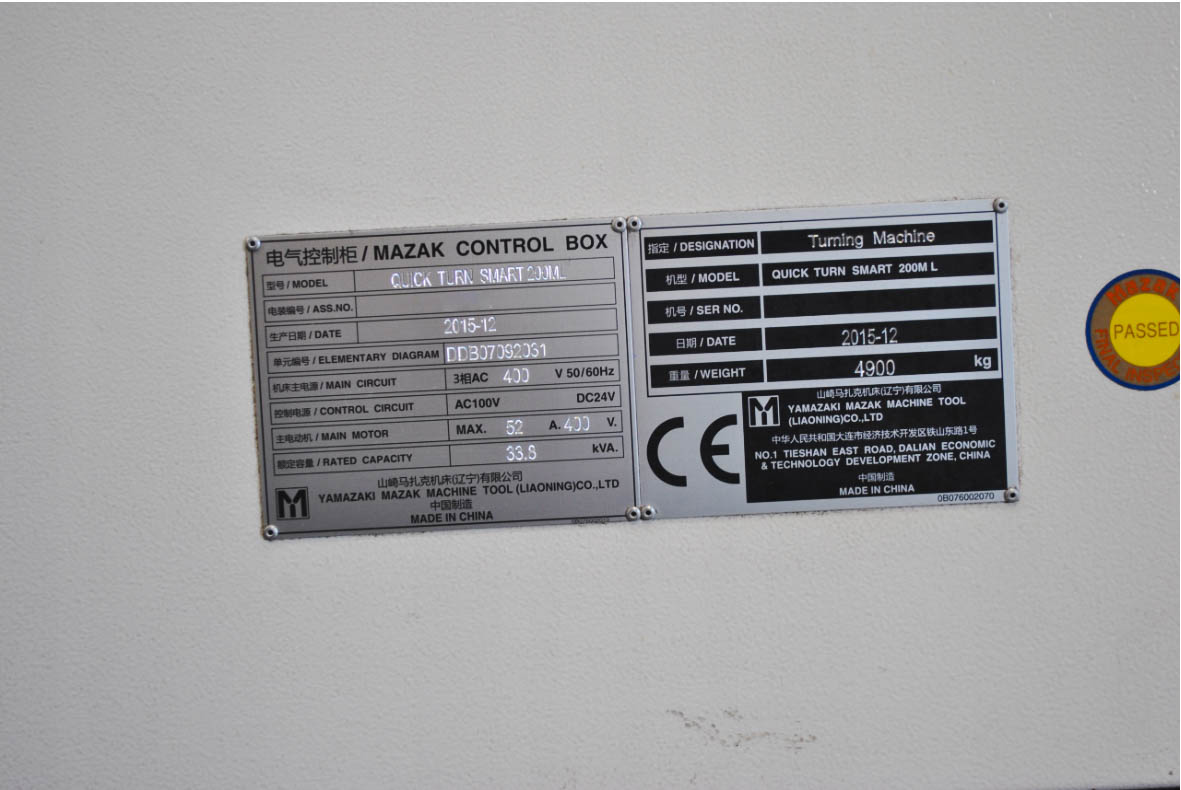 电气控制柜 / MAZAK CONTROL BOX
型号 / MODEL QUICK TURN SMART 200ML
电装编号 / ASS.NO.
生产日期 / DATE 2015-12
单元编号 / ELEMENTARY DIAGRAM DDB070920S1
机床主电源 / MAIN CIRCUIT 3相AC 400 V 50/60Hz
控制电源 / CONTROL CIRCUIT AC100V DC24V
主电动机 / MAIN MOTOR MAX. 52 A. 400 V.
额定容量 / RATED CAPACITY 33.8 kVA.
山崎马扎克机床(辽宁)有限公司
YAMAZAKI MAZAK MACHINE TOOL (LIAONING)CO.,LTD
中国制造
MADE IN CHINA
指定 / DESIGNATION Turning Machine
机型 / MODEL QUICK TURN SMART 200M L
机号 / SER NO.
日期 / DATE 2015-12
重量 / WEIGHT 4900 kg
CE
山崎马扎克机床(辽宁)有限公司
YAMAZAKI MAZAK MACHINE TOOL
(LIAONING)CO.,LTD
中华人民共和国大连市经济技术开发区铁山东路1号
NO.1 TIESHAN EAST ROAD, DALIAN ECONOMIC
& TECHNOLOGY DEVELOPMENT ZONE, CHINA
中国制造
MADE IN CHINA
0B076002070
Mazak
PASSED
FINAL